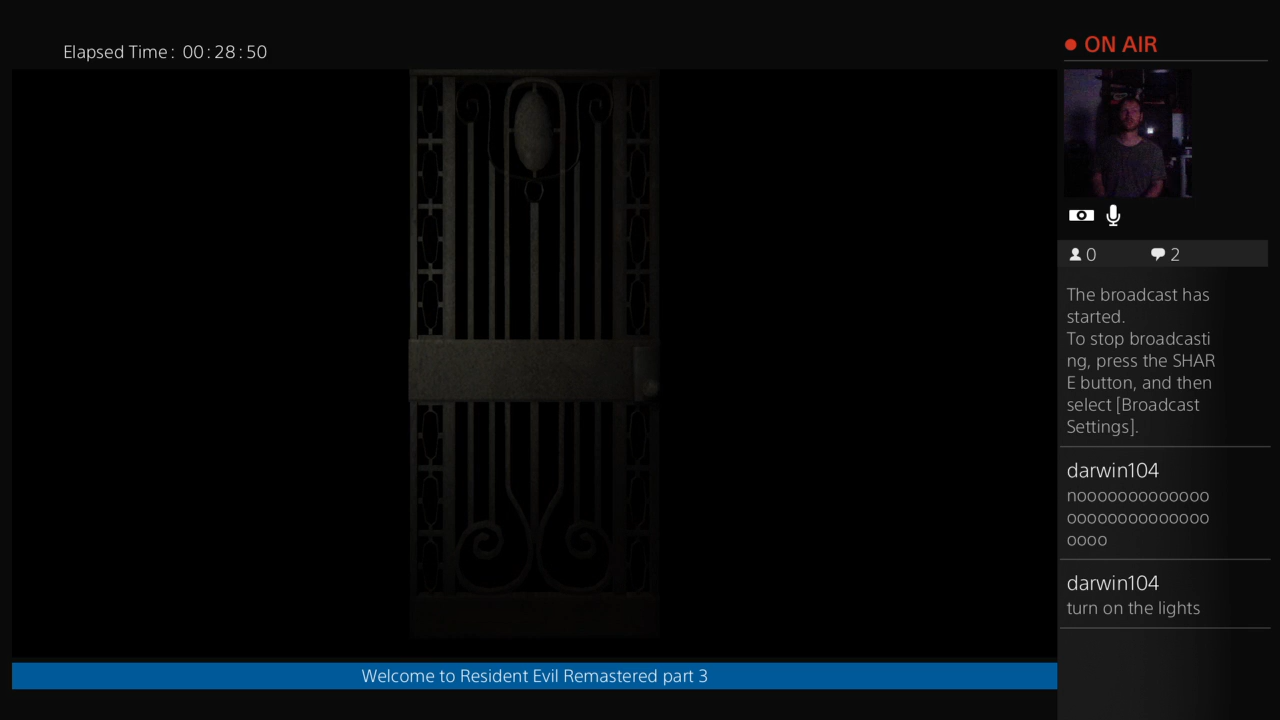 Elapsed Time: 00:28:50
ON AIR
0
2
The broadcast has
started.
To stop broadcasti
ng, press the SHAR
E button, and then
select [Broadcast
Settings].
darwin104
nooooooooooooo
oooooooooooooo
oooo
darwin104
turn on the lights
Welcome to Resident Evil Remastered part 3